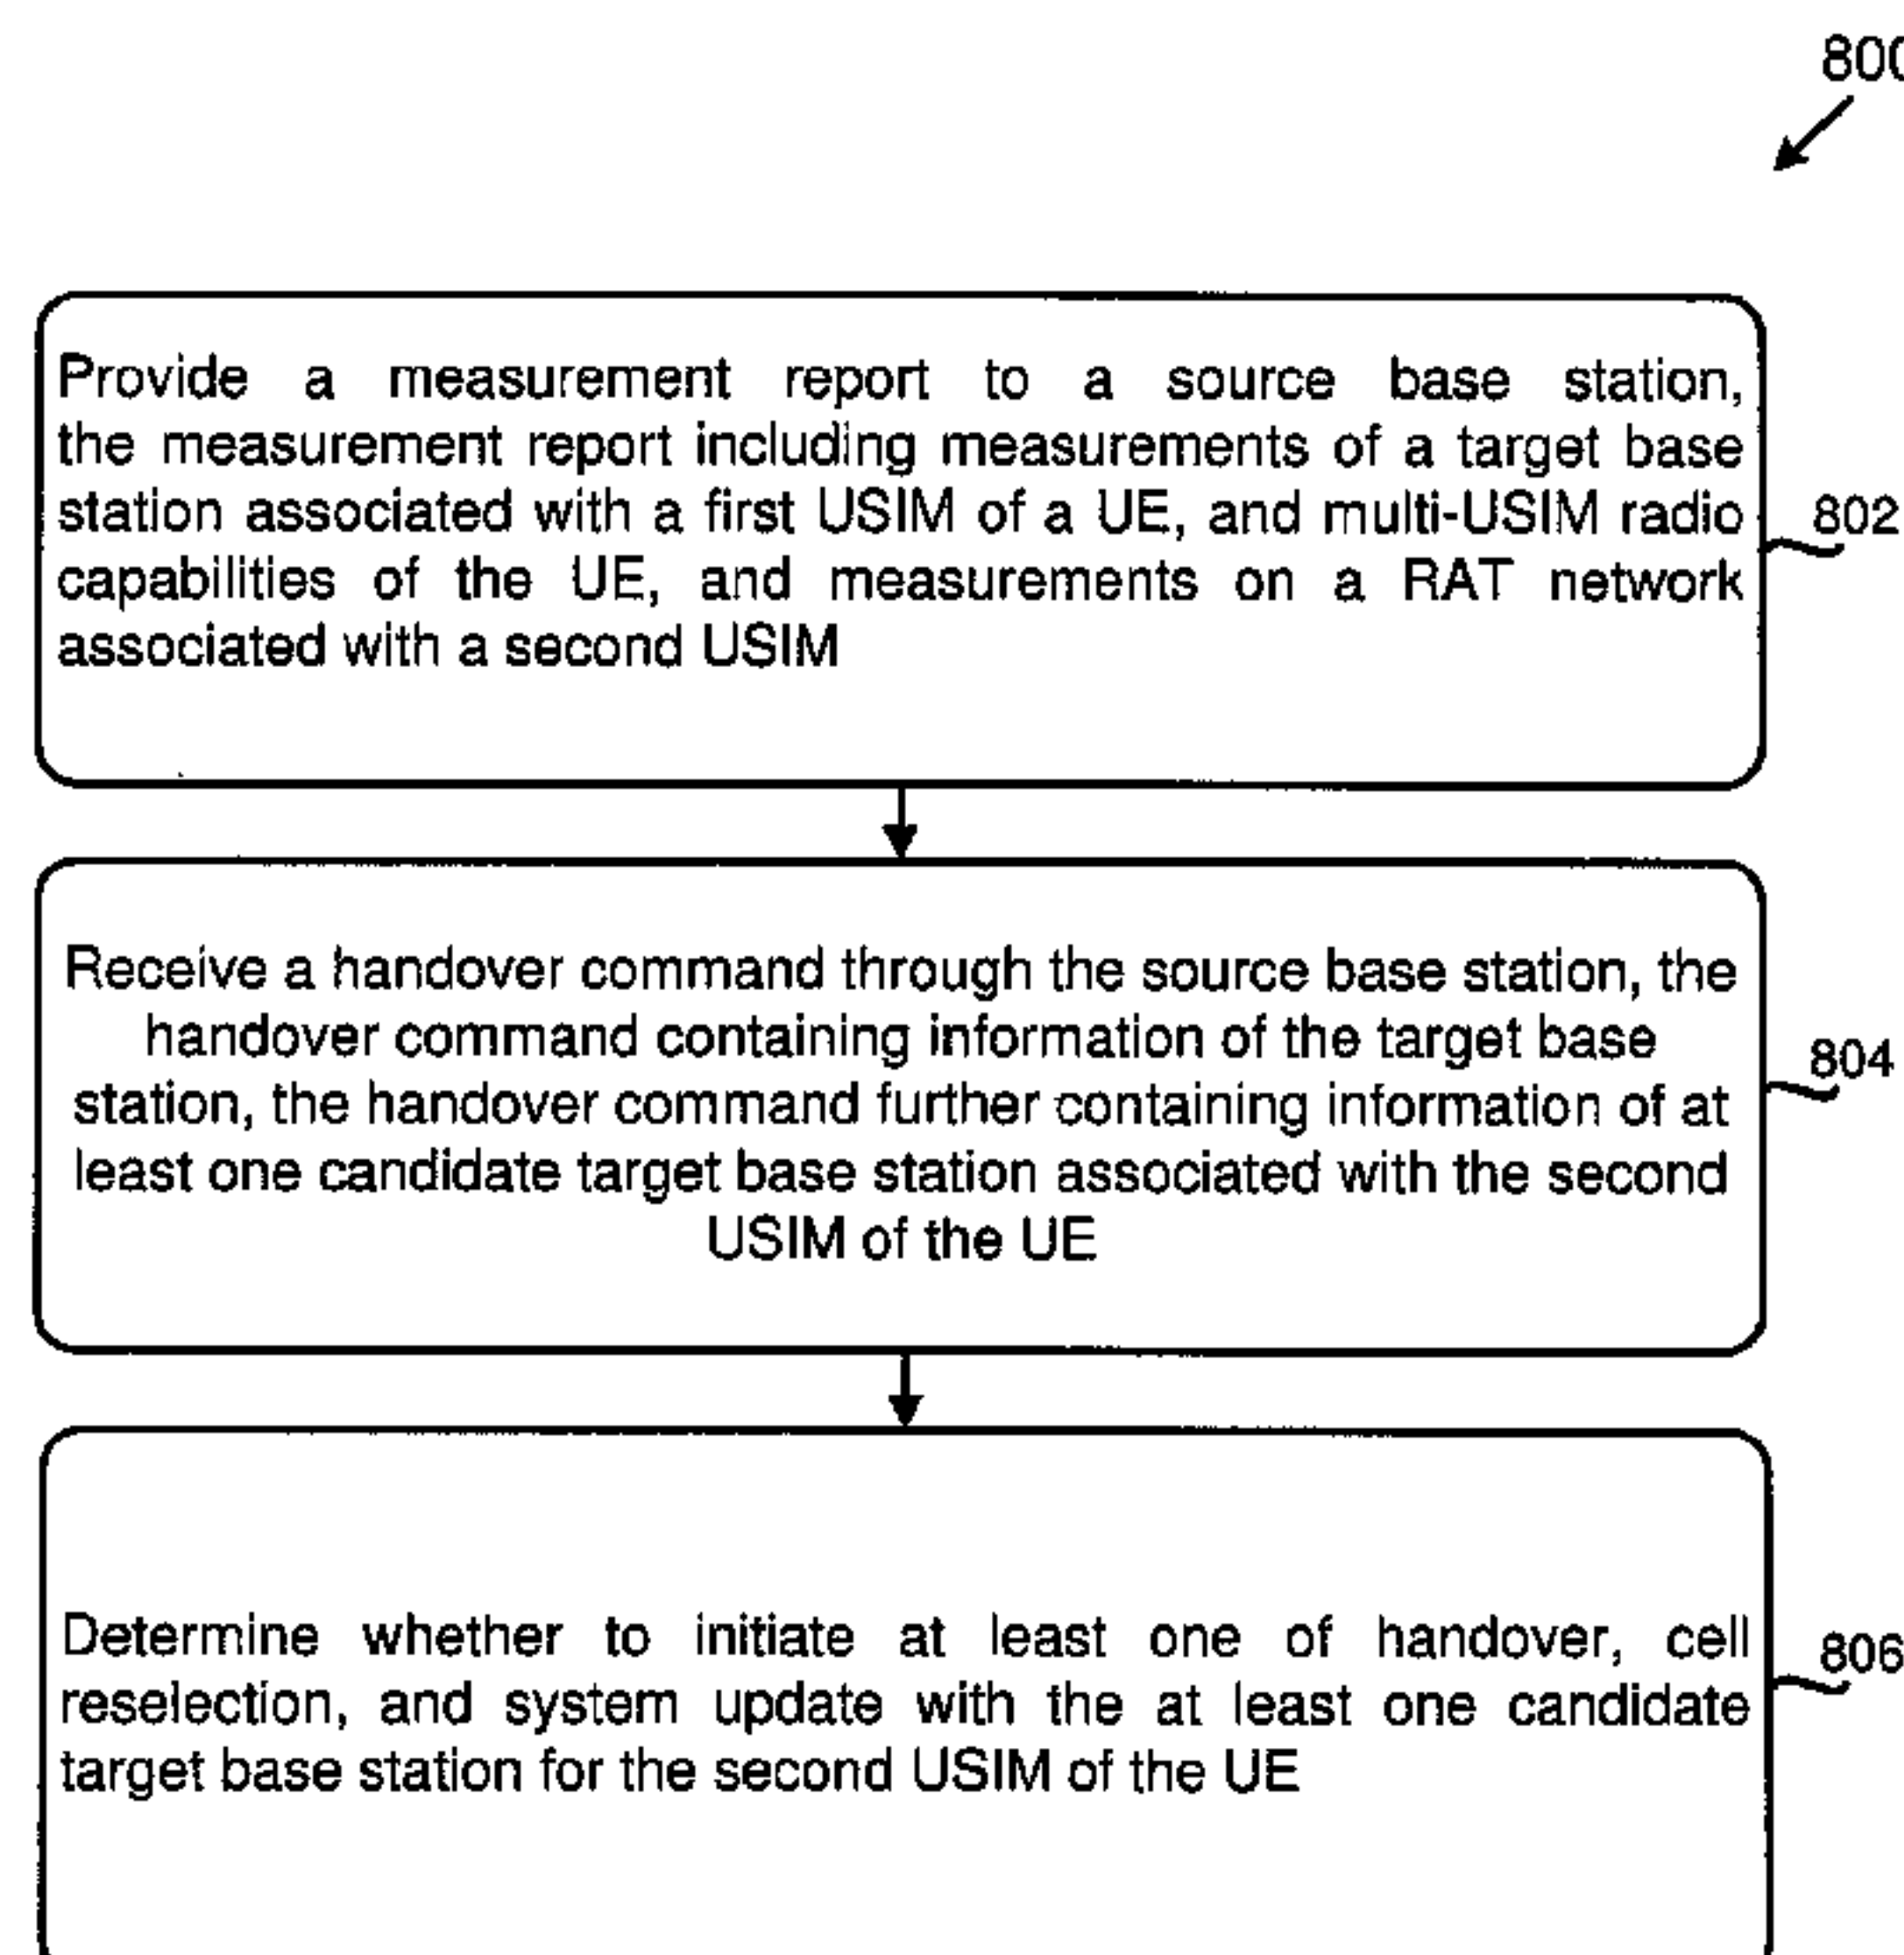 800
Provide a measurement report to a source base station,
the measurement report including measurements of a target base
station associated with a first USIM of a UE, and multi-USIM radio
capabilities of the UE, and measurements on a RAT network
associated with a second USIM
802
Receive a handover command through the source base station, the
handover command containing information of the target base
station, the handover command further containing information of at
least one candidate target base station associated with the second
USIM of the UE
804
Determine whether to initiate at least one of handover, cell
reselection, and system update with the at least one candidate
target base station for the second USIM of the UE
806